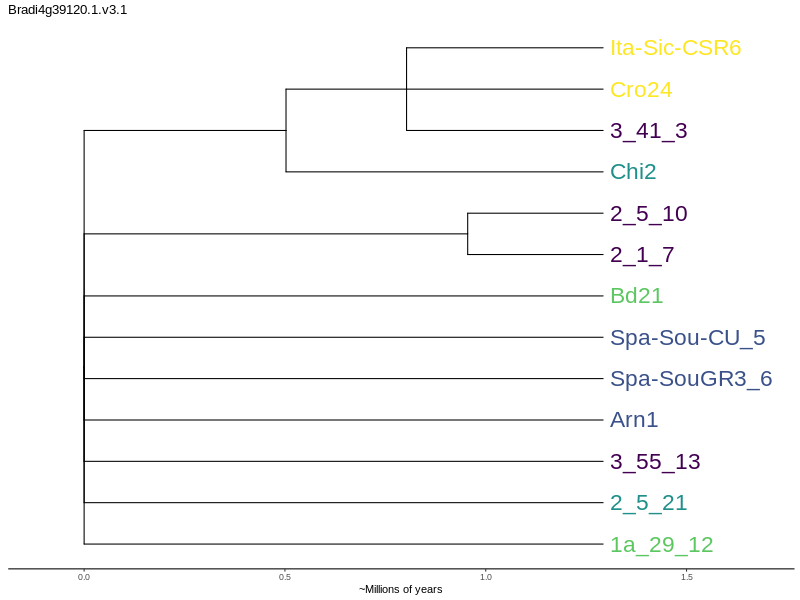 Bradi4g39120.1.v3.1
Ita-Sic-CSR6
Cro24
3_41_3
Chi2
2_5_10
2_1_7
Bd21
Spa-Sou-CU_5
Spa-SouGR3_6
Arn1
3_55_13
2_5_21
1a_29_12
0.0 0.5 1.0 1.5
~Millions of years